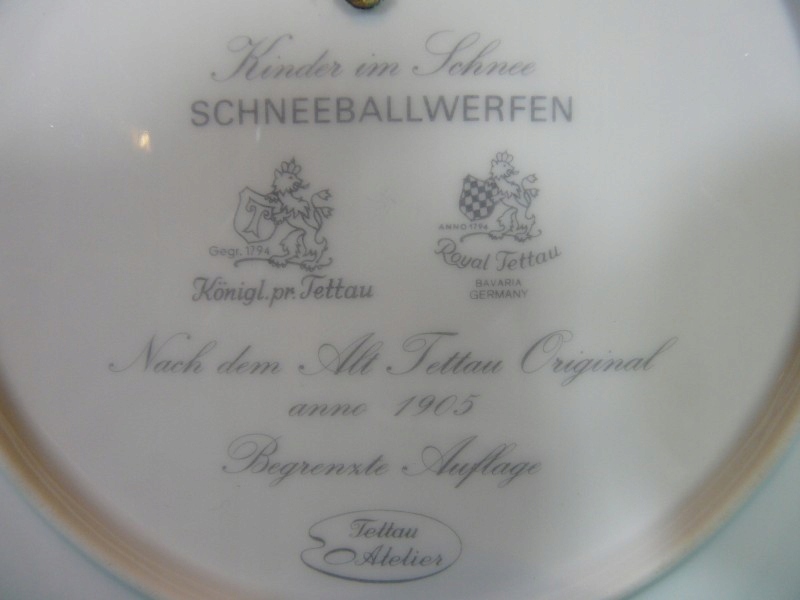 Kinder im Schnee
SCHNEEBALLWERFEN
T
Gegr. 1794
Königl. pr. Tettau
ANNO 1794
Royal Tettau
BAVARIA
GERMANY
Nach dem Alt Tettau Original
anno 1905
Begrenzte Auflage
Tettau
Atelier